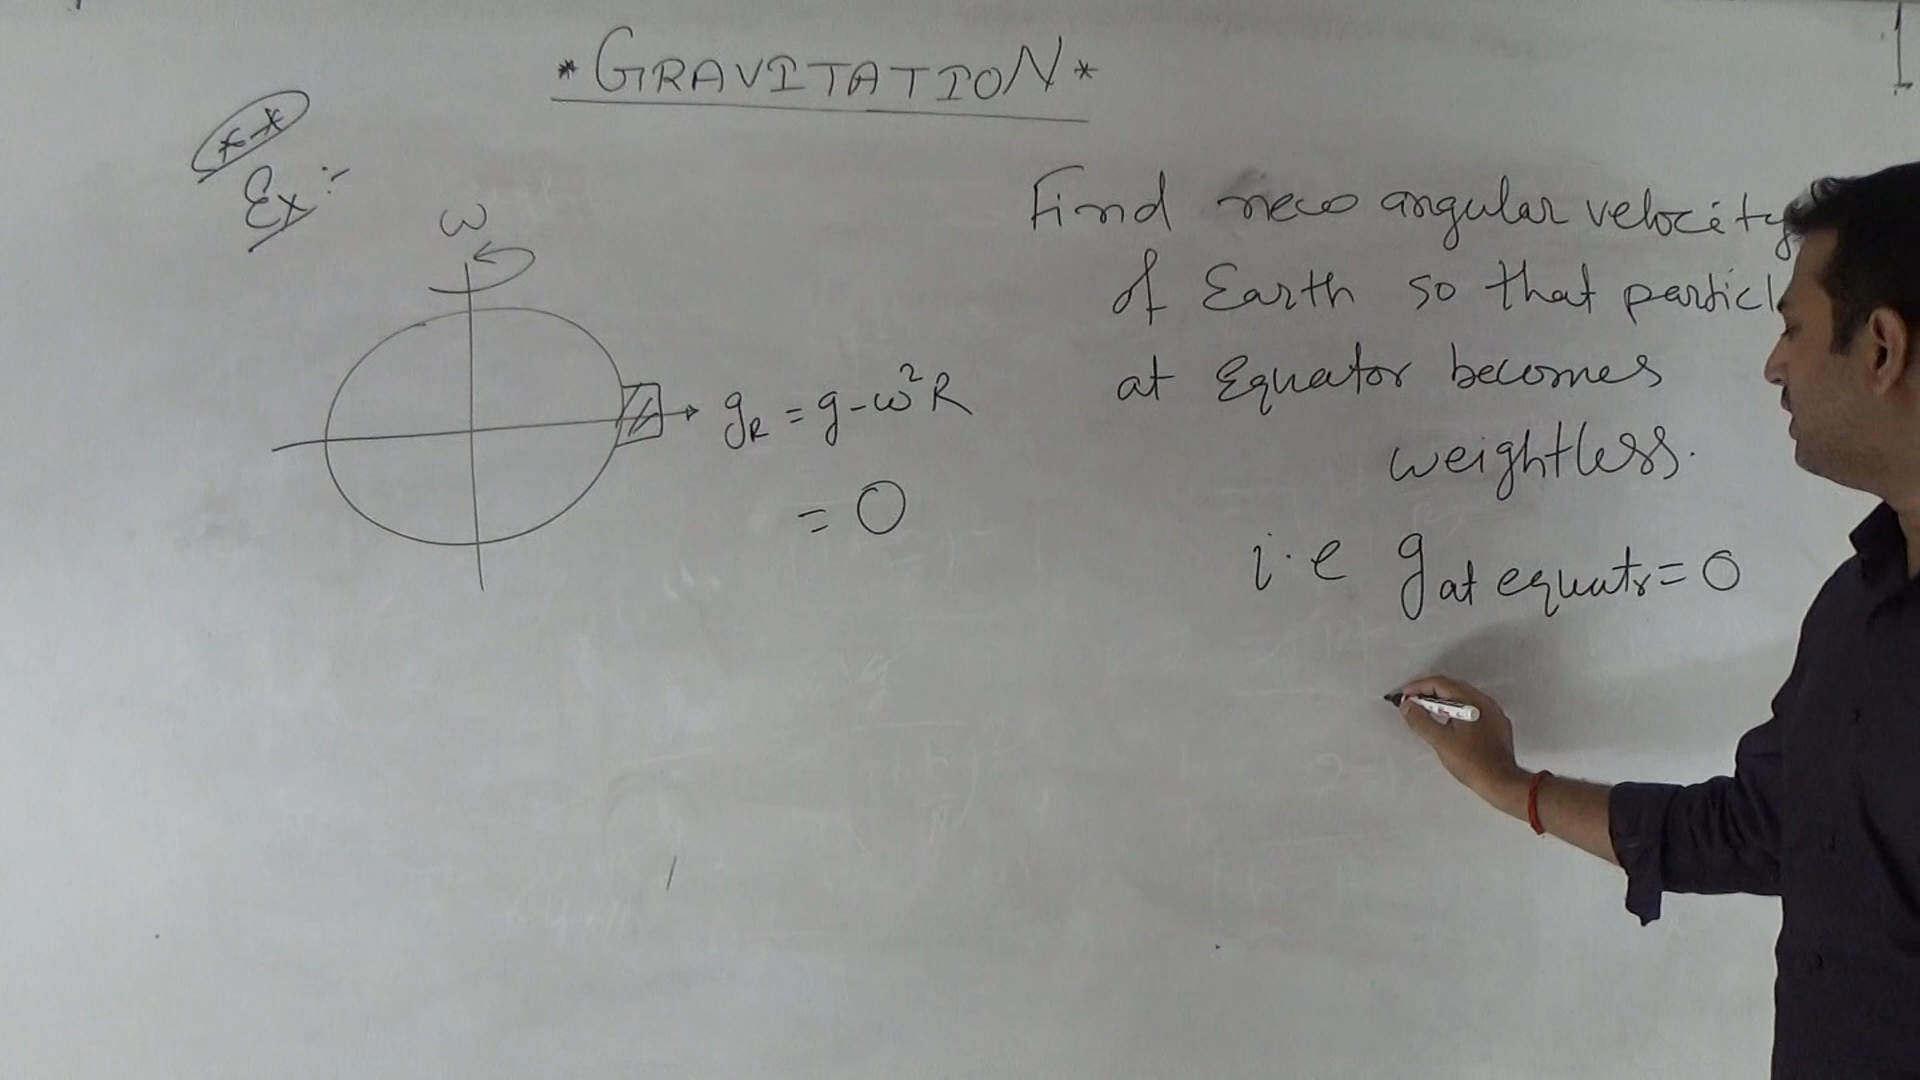 * GRAVITATION *
**
Ex :-
ω
g_R = g - ω²R
= 0
Find new angular velocity
of Earth so that particl
at Equator becomes
weightless.
i.e g at equatr = 0